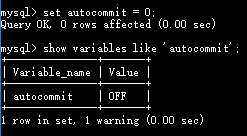 mysql> set autocommit = 0;
Query OK, 0 rows affected (0.00 sec)
mysql> show variables like 'autocommit';
+---------------+-------+
| Variable_name | Value |
+---------------+-------+
| autocommit    | OFF   |
+---------------+-------+
1 row in set, 1 warning (0.00 sec)